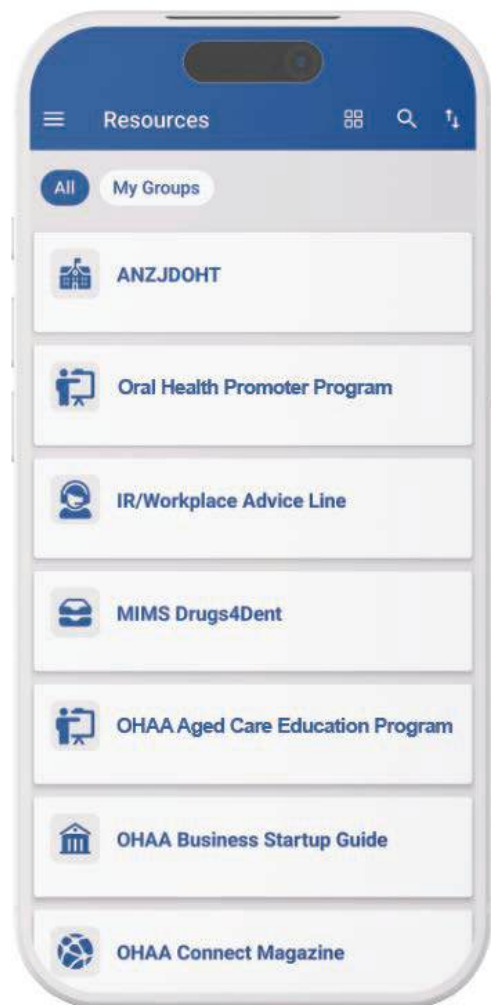 Resources
All My Groups
ANZJDOHT
Oral Health Promoter Program
IR/Workplace Advice Line
MIMS Drugs4Dent
OHAA Aged Care Education Program
OHAA Business Startup Guide
OHAA Connect Magazine